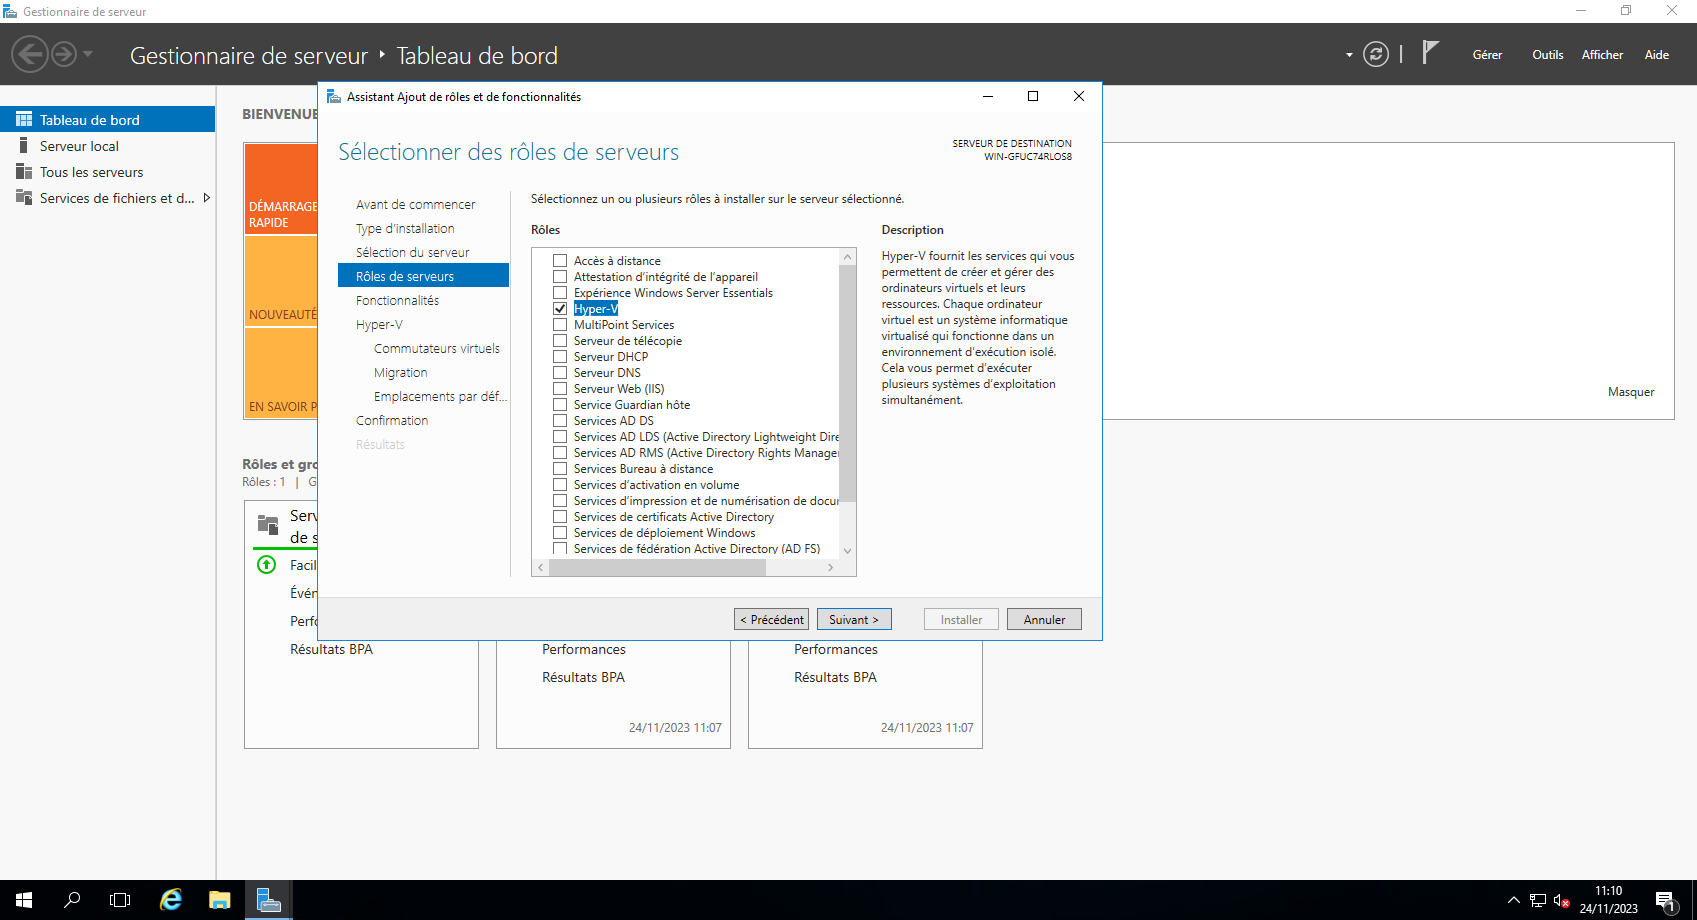 Gestionnaire de serveur
Gestionnaire de serveur ‣ Tableau de bord
Gérer
Outils
Afficher
Aide
Tableau de bord
Serveur local
Tous les serveurs
Services de fichiers et d...
BIENVENUE
DÉMARRAGE
RAPIDE
NOUVEAUTÉ
EN SAVOIR P
Masquer
Rôles et gro
Rôles : 1 | G
Serv
de s
Facil
Évén
Perfo
Résultats BPA
Performances
Résultats BPA
24/11/2023 11:07
Performances
Résultats BPA
24/11/2023 11:07
Assistant Ajout de rôles et de fonctionnalités
Sélectionner des rôles de serveurs
SERVEUR DE DESTINATION
WIN-GFUC74RLOS8
Avant de commencer
Type d'installation
Sélection du serveur
Rôles de serveurs
Fonctionnalités
Hyper-V
Commutateurs virtuels
Migration
Emplacements par déf...
Confirmation
Résultats
Sélectionnez un ou plusieurs rôles à installer sur le serveur sélectionné.
Rôles
Accès à distance
Attestation d'intégrité de l'appareil
Expérience Windows Server Essentials
Hyper-V
MultiPoint Services
Serveur de télécopie
Serveur DHCP
Serveur DNS
Serveur Web (IIS)
Service Guardian hôte
Services AD DS
Services AD LDS (Active Directory Lightweight Dire
Services AD RMS (Active Directory Rights Manager
Services Bureau à distance
Services d'activation en volume
Services d'impression et de numérisation de docur
Services de certificats Active Directory
Services de déploiement Windows
Services de fédération Active Directory (AD FS)
Description
Hyper-V fournit les services qui vous
permettent de créer et gérer des
ordinateurs virtuels et leurs
ressources. Chaque ordinateur
virtuel est un système informatique
virtualisé qui fonctionne dans un
environnement d'exécution isolé.
Cela vous permet d'exécuter
plusieurs systèmes d'exploitation
simultanément.
< Précédent
Suivant >
Installer
Annuler
11:10
24/11/2023
1